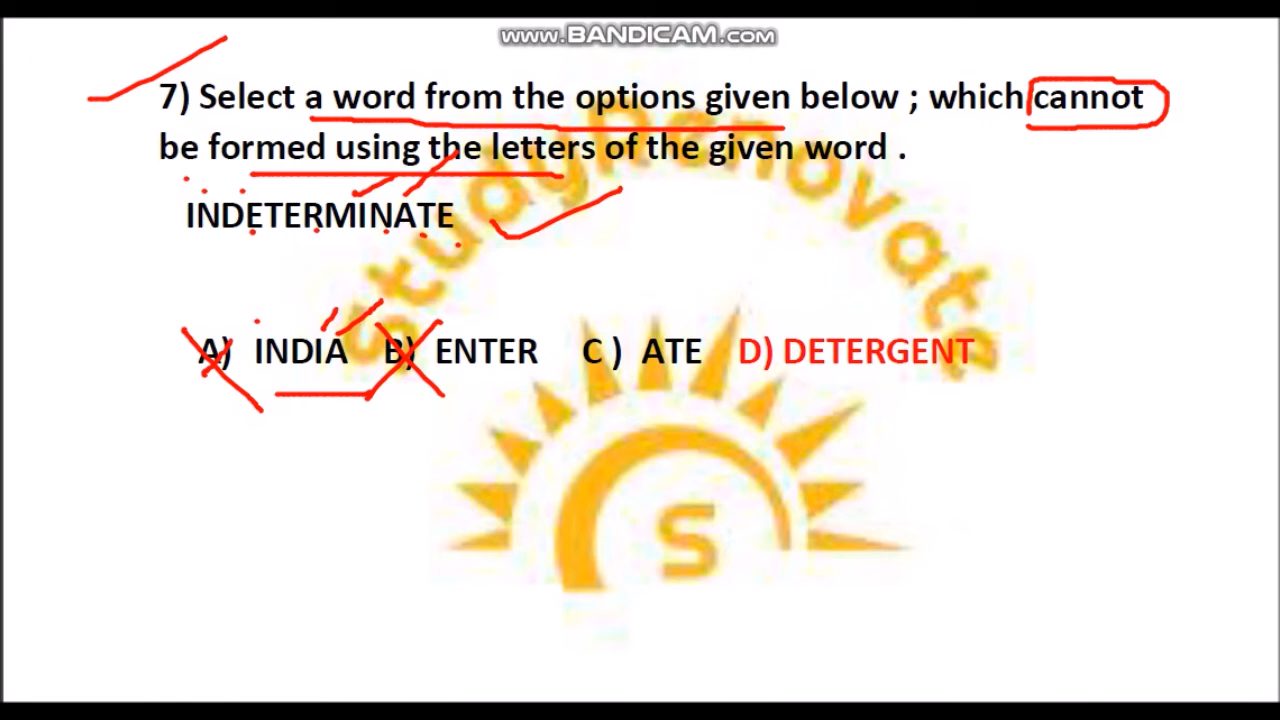 www.BANDICAM.com
7) Select a word from the options given below ; which cannot
be formed using the letters of the given word .
INDETERMINATE
A) INDIA B) ENTER C ) ATE D) DETERGENT
StudyRenovate
S